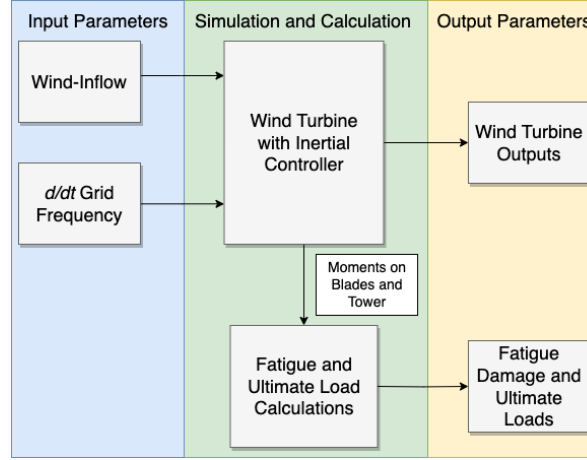 Input Parameters
Simulation and Calculation
Output Parameters
Wind-Inflow
Wind Turbine
with Inertial
Controller
Wind Turbine
Outputs
d/dt Grid
Frequency
Moments on
Blades and
Tower
Fatigue and
Ultimate Load
Calculations
Fatigue
Damage and
Ultimate
Loads